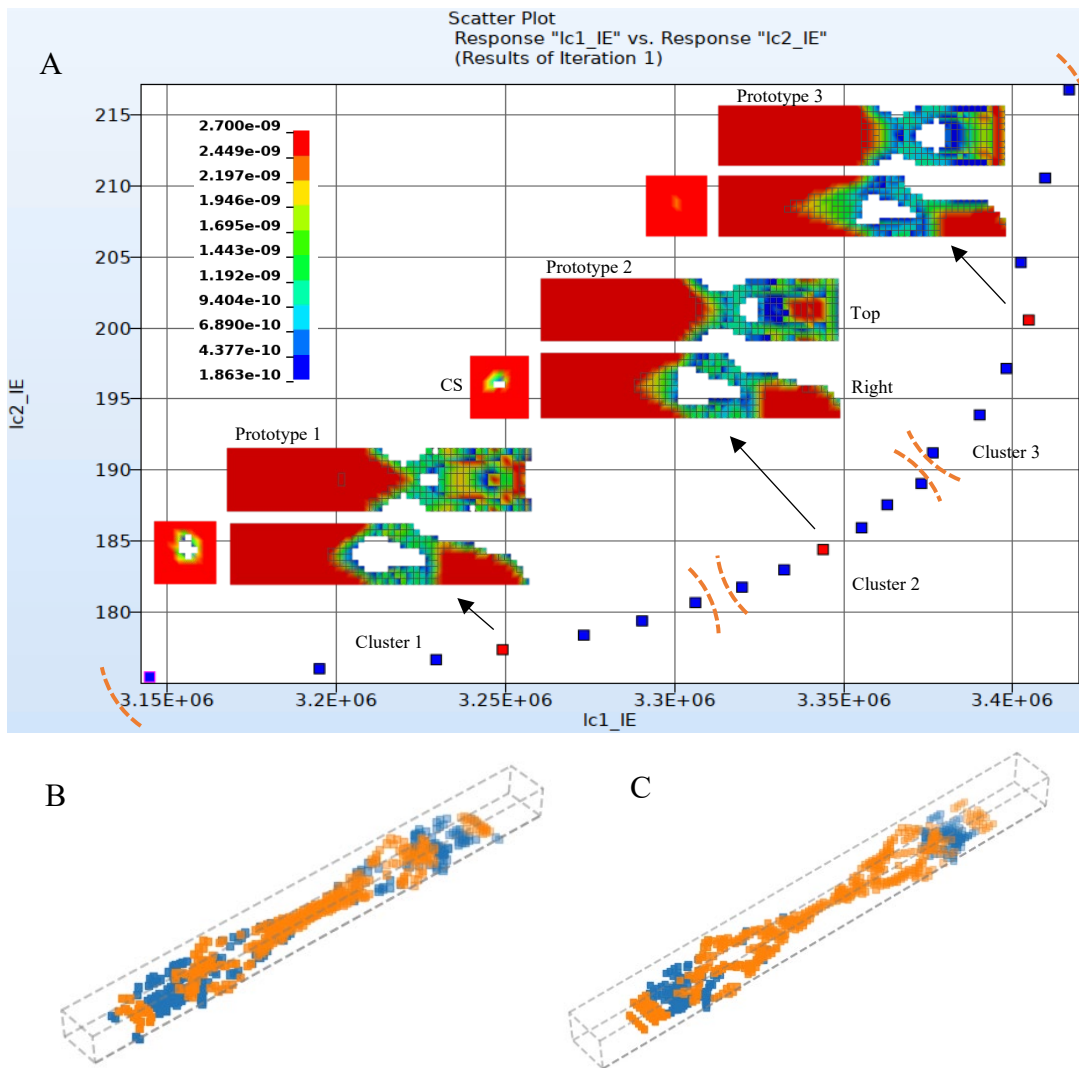 Scatter Plot
Response "lc1_IE" vs. Response "lc2_IE"
(Results of Iteration 1)
A
215
210
205
200
195
190
185
180
lc2_IE
2.700e-09
2.449e-09
2.197e-09
1.946e-09
1.695e-09
1.443e-09
1.192e-09
9.404e-10
6.890e-10
4.377e-10
1.863e-10
Prototype 3
Prototype 2
Top
CS
Right
Prototype 1
Cluster 3
Cluster 2
Cluster 1
3.15E+06 3.2E+06 3.25E+06 3.3E+06 3.35E+06 3.4E+06
lc1_IE
B
C